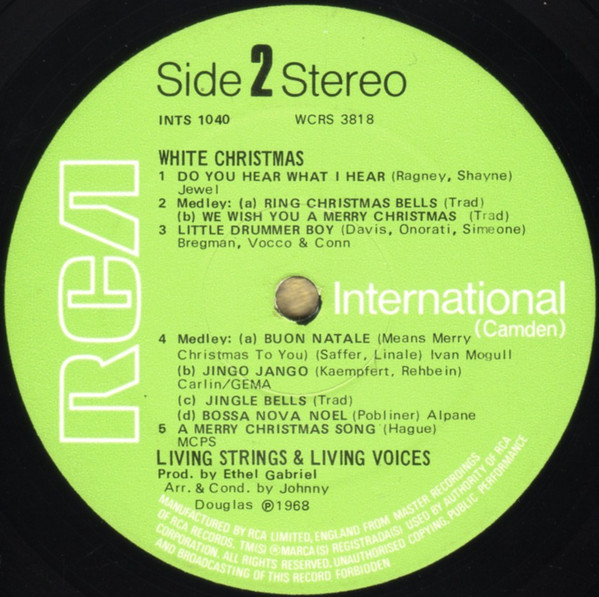 Side 2 Stereo
INTS 1040 WCRS 3818
WHITE CHRISTMAS
1 DO YOU HEAR WHAT I HEAR (Ragney, Shayne)
Jewel
2 Medley: (a) RING CHRISTMAS BELLS (Trad)
(b) WE WISH YOU A MERRY CHRISTMAS (Trad)
3 LITTLE DRUMMER BOY (Davis, Onorati, Simeone)
Bregman, Vocco & Conn
RCA
International
(Camden)
4 Medley: (a) BUON NATALE (Means Merry
Christmas To You) (Saffer, Linale) Ivan Mogull
(b) JINGO JANGO (Kaempfert, Rehbein)
Carlin/GEMA
(c) JINGLE BELLS (Trad)
(d) BOSSA NOVA NOEL (Pobliner) Alpane
5 A MERRY CHRISTMAS SONG (Hague)
MCPS
LIVING STRINGS & LIVING VOICES
Prod. by Ethel Gabriel
Arr. & Cond. by Johnny
Douglas ℗1968
MANUFACTURED BY RCA LIMITED, ENGLAND FROM MASTER RECORDINGS
OF RCA RECORDS, TM(S) ® MARCA(S) REGISTRADA(S) USED BY AUTHORITY OF RCA
CORPORATION. ALL RIGHTS RESERVED. UNAUTHORISED COPYING, PUBLIC PERFORMANCE
AND BROADCASTING OF THIS RECORD FORBIDDEN